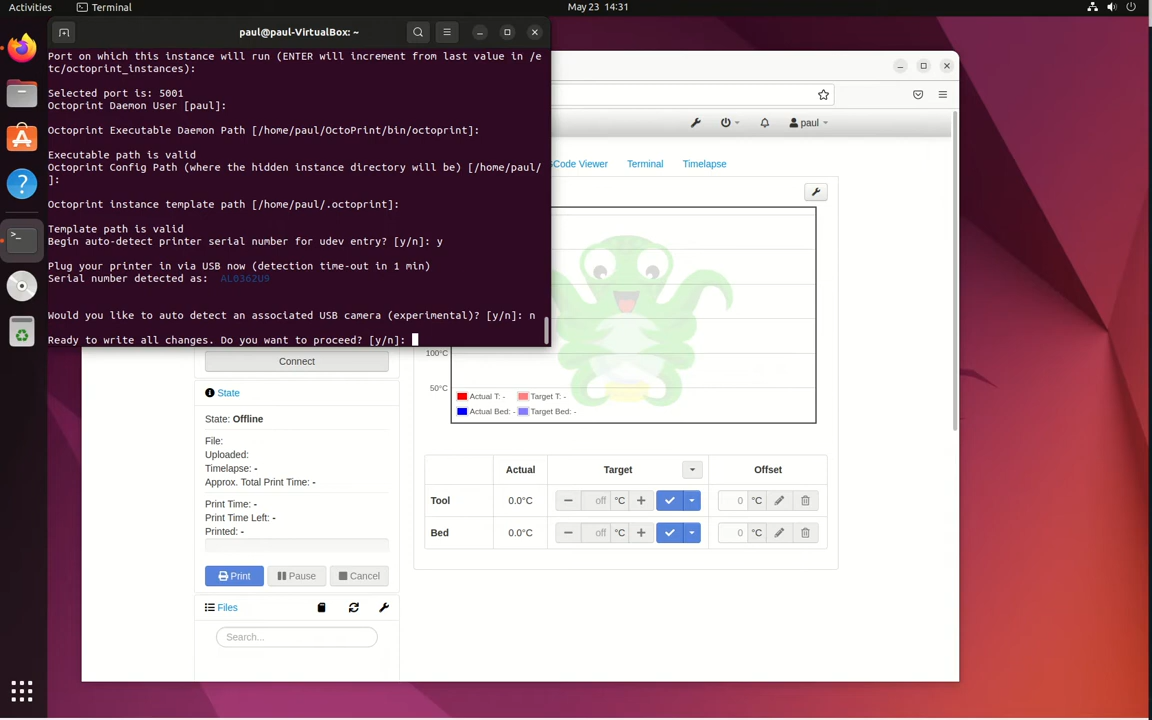 Activities
Terminal
May 23 14:31
paul@paul-VirtualBox: ~
Port on which this instance will run (ENTER will increment from last value in /e
tc/octoprint_instances):
Selected port is: 5001
Octoprint Daemon User [paul]:
Octoprint Executable Daemon Path [/home/paul/OctoPrint/bin/octoprint]:
Executable path is valid
Octoprint Config Path (where the hidden instance directory will be) [/home/paul/
]:
Octoprint instance template path [/home/paul/.octoprint]:
Template path is valid
Begin auto-detect printer serial number for udev entry? [y/n]: y
Plug your printer in via USB now (detection time-out in 1 min)
Serial number detected as: AL0362U9
Would you like to auto detect an associated USB camera (experimental)? [y/n]: n
Ready to write all changes. Do you want to proceed? [y/n]:
paul
GCode Viewer
Terminal
Timelapse
100°C
50°C
Actual T: -
Target T: -
Actual Bed: -
Target Bed: -
Connect
State
State: Offline
File:
Uploaded:
Timelapse: -
Approx. Total Print Time: -
Print Time: -
Print Time Left: -
Printed: -
Print
Pause
Cancel
Files
Search...
Actual
Target
Offset
Tool
0.0°C
off °C
0 °C
Bed
0.0°C
off °C
0 °C